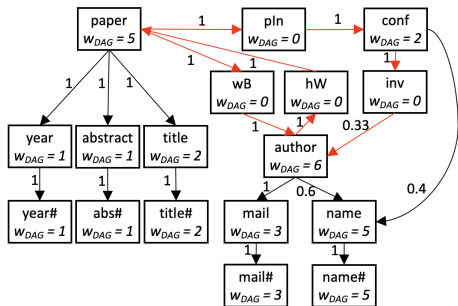 paper
w_DAG = 5
1
pIn
w_DAG = 0
1
conf
w_DAG = 2
1
1
1
1
1
1
wB
w_DAG = 0
hW
w_DAG = 0
inv
w_DAG = 0
year
w_DAG = 1
abstract
w_DAG = 1
title
w_DAG = 2
1
1
0.33
author
w_DAG = 6
1
1
1
1
0.6
0.4
year#
w_DAG = 1
abs#
w_DAG = 1
title#
w_DAG = 2
mail
w_DAG = 3
name
w_DAG = 5
1
1
mail#
w_DAG = 3
name#
w_DAG = 5